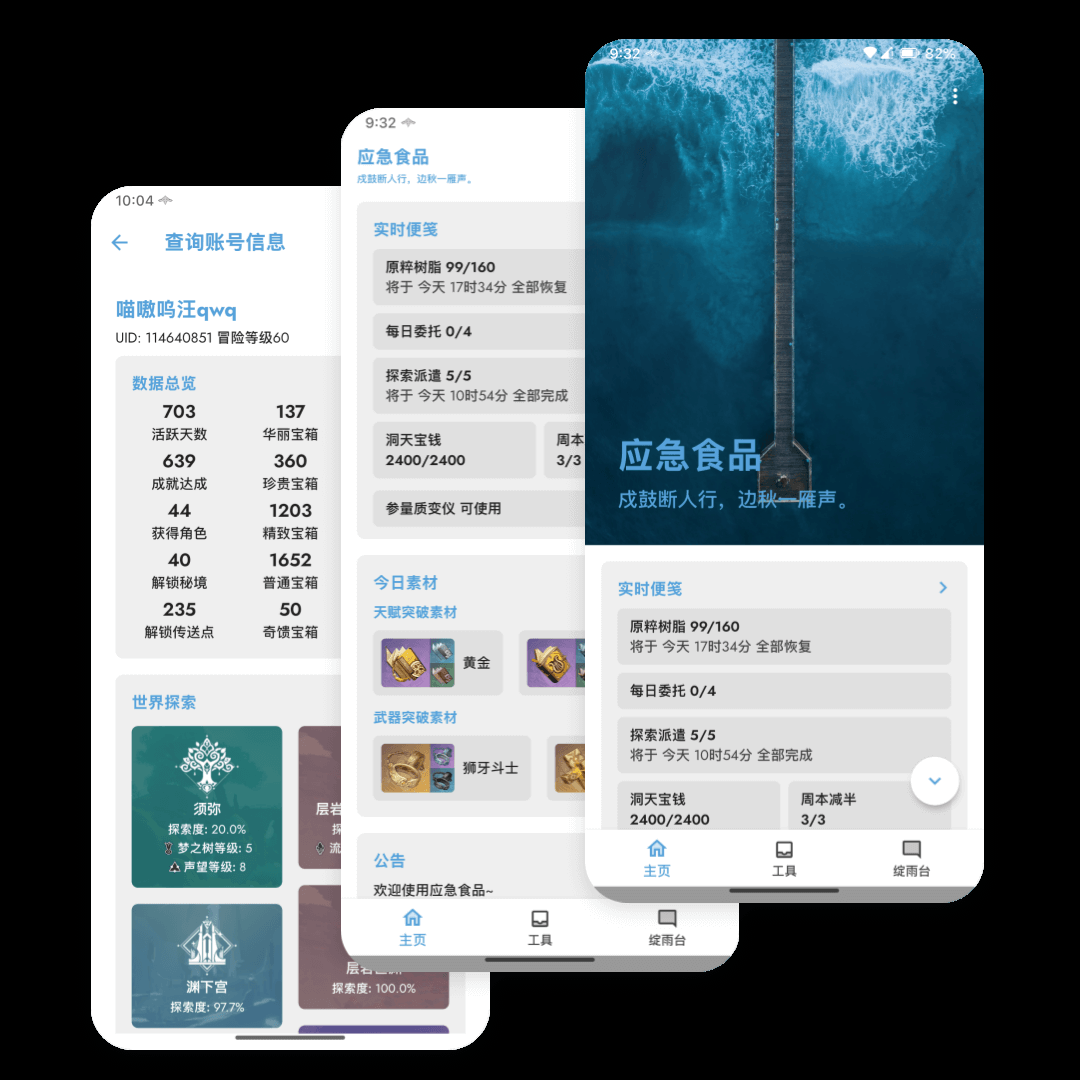 10:04
查询账号信息
喵嗷呜汪qwq
UID: 114640851 冒险等级60
数据总览
703
137
活跃天数
华丽宝箱
639
360
成就达成
珍贵宝箱
44
1203
获得角色
精致宝箱
40
1652
解锁秘境
普通宝箱
235
50
解锁传送点
奇馈宝箱
世界探索
须弥
探索度: 20.0%
梦之树等级: 5
声望等级: 8
层岩
探
流
渊下宫
探索度: 97.7%
探索度: 100.0%
9:32
应急食品
戍鼓断人行，边秋一雁声。
实时便笺
原粹树脂 99/160
将于 今天 17时34分 全部恢复
每日委托 0/4
探索派遣 5/5
将于 今天 10时54分 全部完成
洞天宝钱
2400/2400
周本
3/3
参量质变仪 可使用
今日素材
天赋突破素材
黄金
武器突破素材
狮牙斗士
公告
欢迎使用应急食品~
主页
工具
绽雨台
9:32
82%
应急食品
戍鼓断人行，边秋一雁声。
实时便笺
原粹树脂 99/160
将于 今天 17时34分 全部恢复
每日委托 0/4
探索派遣 5/5
将于 今天 10时54分 全部完成
洞天宝钱
2400/2400
周本减半
3/3
主页
工具
绽雨台